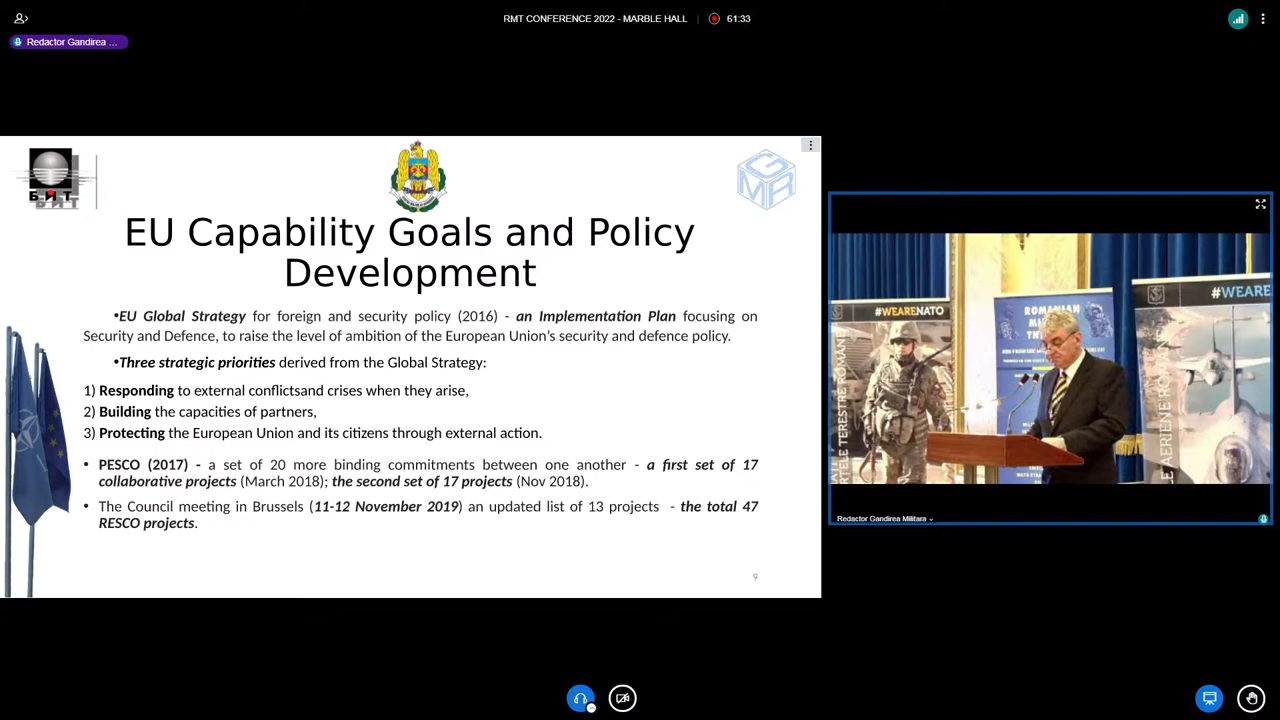 RMT CONFERENCE 2022 - MARBLE HALL
61:33
Redactor Gandirea ...
БИТ
GMR
EU Capability Goals and Policy
Development
•EU Global Strategy for foreign and security policy (2016) - an Implementation Plan focusing on
Security and Defence, to raise the level of ambition of the European Union's security and defence policy.
•Three strategic priorities derived from the Global Strategy:
1) Responding to external conflictsand crises when they arise,
2) Building the capacities of partners,
3) Protecting the European Union and its citizens through external action.
• PESCO (2017) - a set of 20 more binding commitments between one another - a first set of 17
collaborative projects (March 2018); the second set of 17 projects (Nov 2018).
• The Council meeting in Brussels (11-12 November 2019) an updated list of 13 projects - the total 47
RESCO projects.
9
#WEARENATO
ROMANIAN
#WEARE
Redactor Gandirea Militara